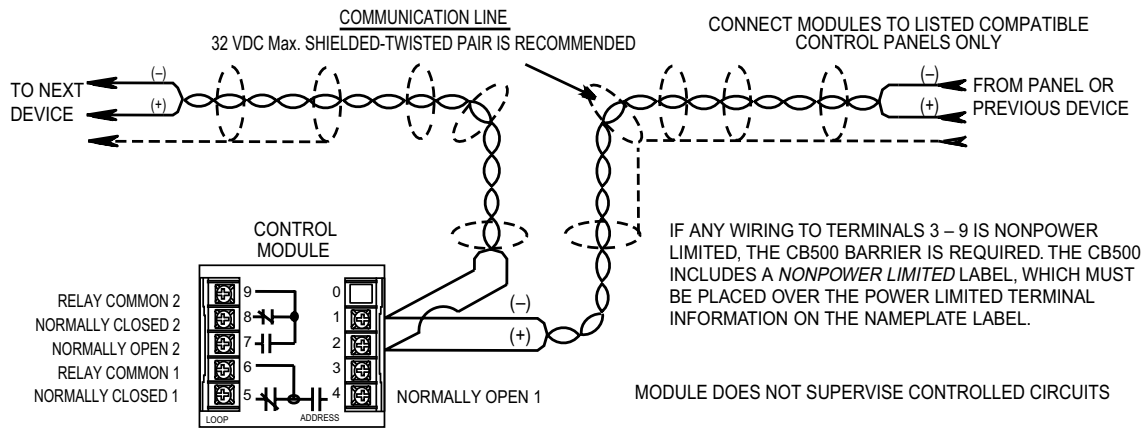 COMMUNICATION LINE
32 VDC Max. SHIELDED-TWISTED PAIR IS RECOMMENDED
CONNECT MODULES TO LISTED COMPATIBLE
CONTROL PANELS ONLY
TO NEXT
DEVICE
(–)
(+)
(–)
(+)
FROM PANEL OR
PREVIOUS DEVICE
CONTROL
MODULE
IF ANY WIRING TO TERMINALS 3 – 9 IS NONPOWER
LIMITED, THE CB500 BARRIER IS REQUIRED. THE CB500
INCLUDES A NONPOWER LIMITED LABEL, WHICH MUST
BE PLACED OVER THE POWER LIMITED TERMINAL
INFORMATION ON THE NAMEPLATE LABEL.
RELAY COMMON 2
NORMALLY CLOSED 2
NORMALLY OPEN 2
RELAY COMMON 1
NORMALLY CLOSED 1
9
8
7
6
5
0
1
2
3
4
LOOP
ADDRESS
(–)
(+)
NORMALLY OPEN 1
MODULE DOES NOT SUPERVISE CONTROLLED CIRCUITS